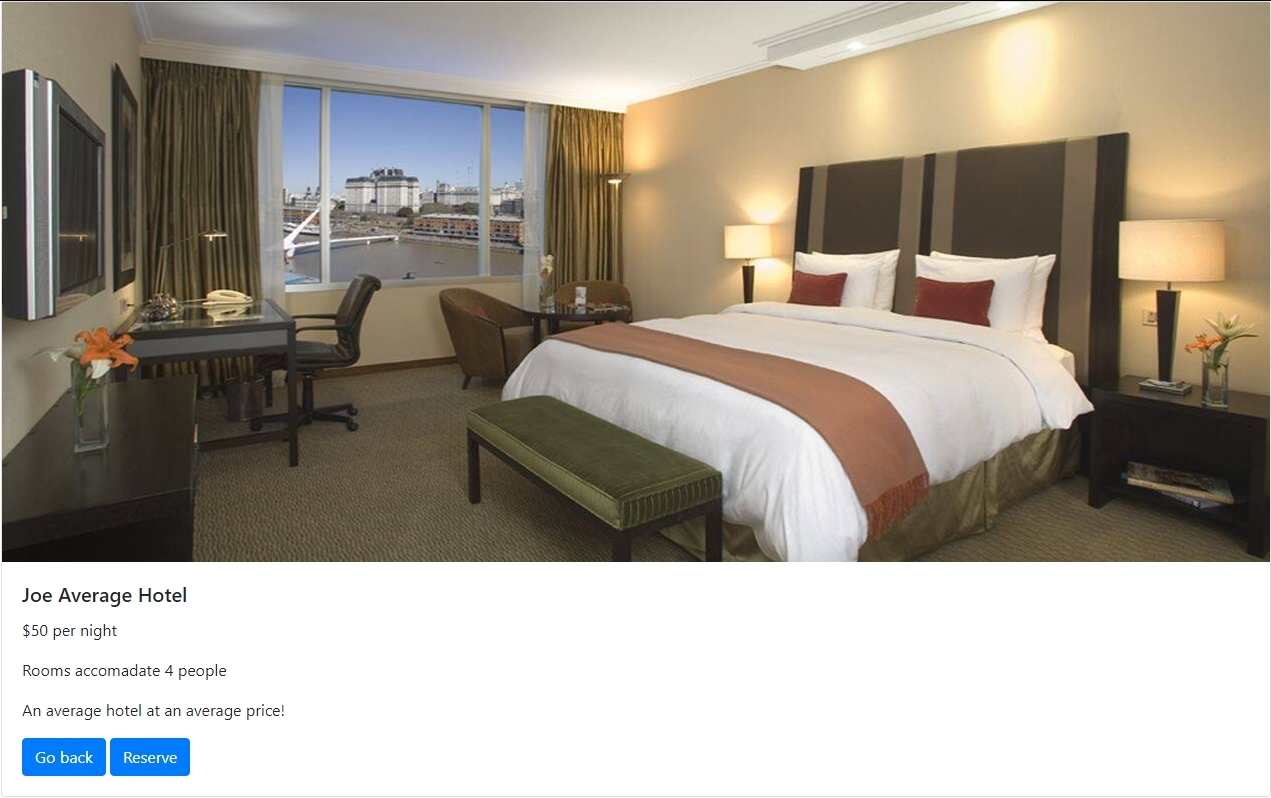 Joe Average Hotel
$50 per night
Rooms accomadate 4 people
An average hotel at an average price!
Go back Reserve